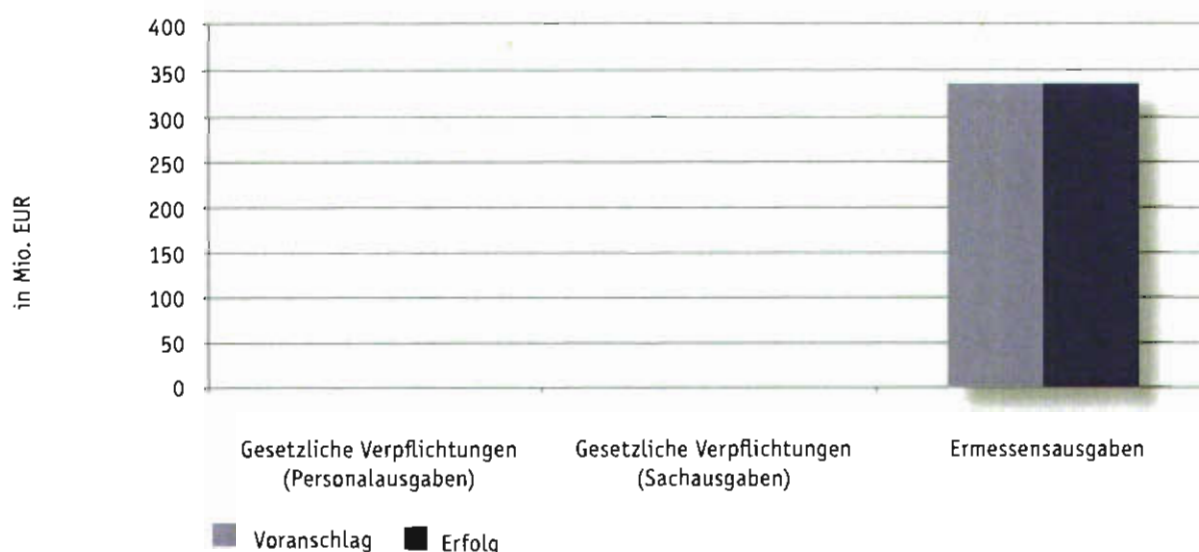 400
350
300
250
200
150
100
50
0
in Mio. EUR
Gesetzliche Verpflichtungen
(Personalausgaben)
Gesetzliche Verpflichtungen
(Sachausgaben)
Ermessensausgaben
Voranschlag
Erfolg